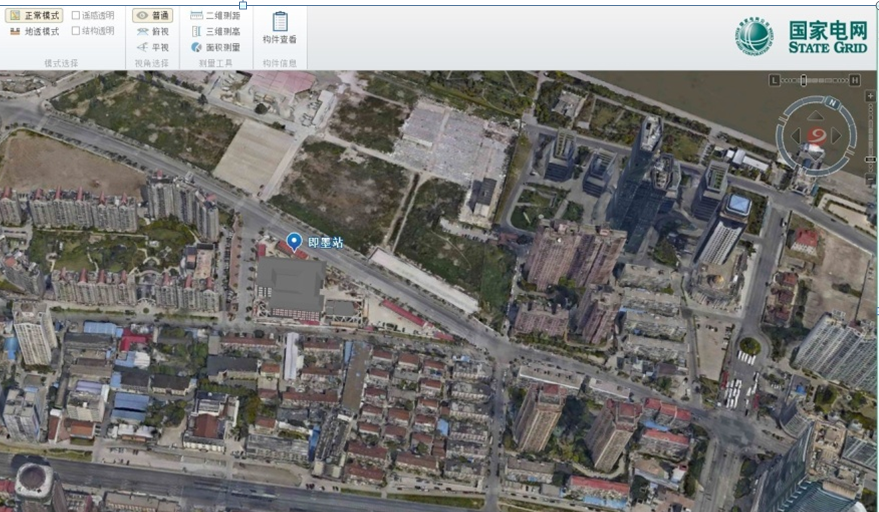 正常模式 遥感透明
地透模式 结构透明
模式选择
普通
俯视
平视
视角选择
二维测距
三维测高
面积测量
测量工具
构件查看
构件信息
国家电网
STATE GRID
L H
N
即墨站